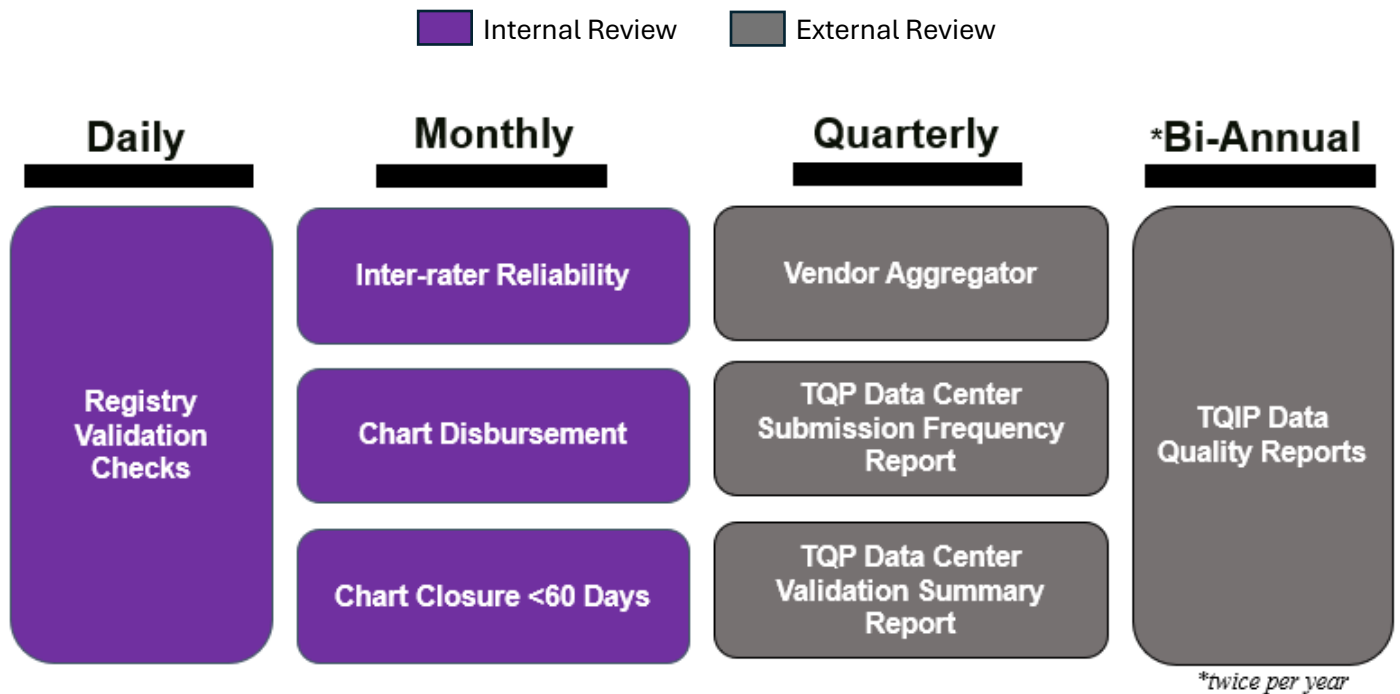 Internal Review
External Review
Daily
Monthly
Quarterly
*Bi-Annual
Registry
Validation
Checks
Inter-rater Reliability
Chart Disbursement
Chart Closure <60 Days
Vendor Aggregator
TQP Data Center
Submission Frequency
Report
TQP Data Center
Validation Summary
Report
TQIP Data
Quality Reports
*twice per year